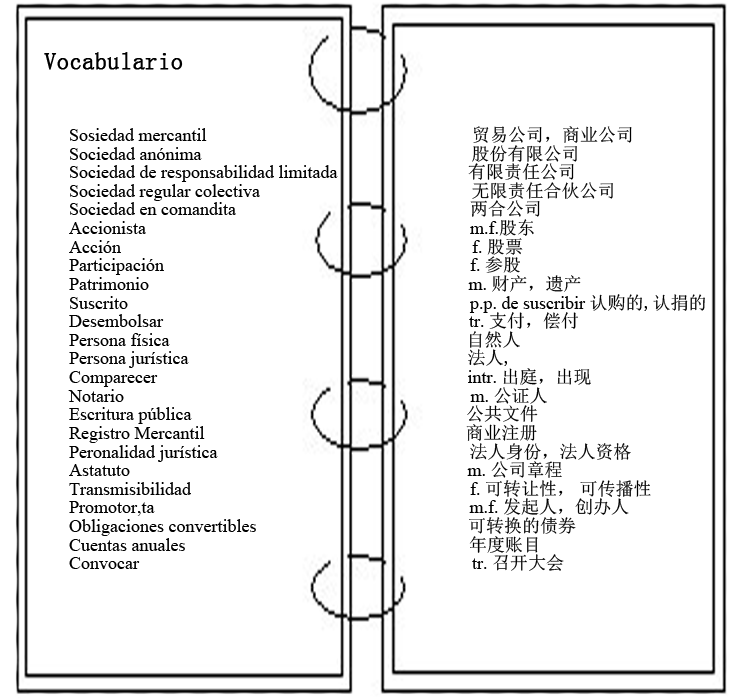 Vocabulario
Sosiedad mercantil 贸易公司，商业公司
Sociedad anónima 股份有限公司
Sociedad de responsabilidad limitada 有限责任公司
Sociedad regular colectiva 无限责任合伙公司
Sociedad en comandita 两合公司
Accionista m.f.股东
Acción f. 股票
Participación f. 参股
Patrimonio m. 财产，遗产
Suscrito p.p. de suscribir 认购的, 认捐的
Desembolsar tr. 支付，偿付
Persona física 自然人
Persona jurística 法人,
Comparecer intr. 出庭，出现
Notario m. 公证人
Escritura pública 公共文件
Registro Mercantil 商业注册
Peronalidad jurística 法人身份，法人资格
Astatuto m. 公司章程
Transmisibilidad f. 可转让性， 可传播性
Promotor,ta m.f. 发起人，创办人
Obligaciones convertibles 可转换的债券
Cuentas anuales 年度账目
Convocar tr. 召开大会